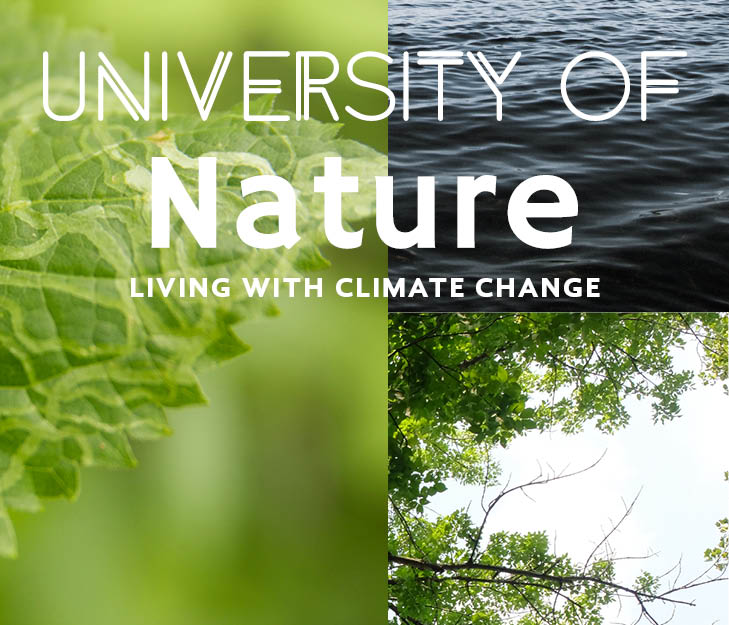 UNIVERSITY OF
Nature
LIVING WITH CLIMATE CHANGE